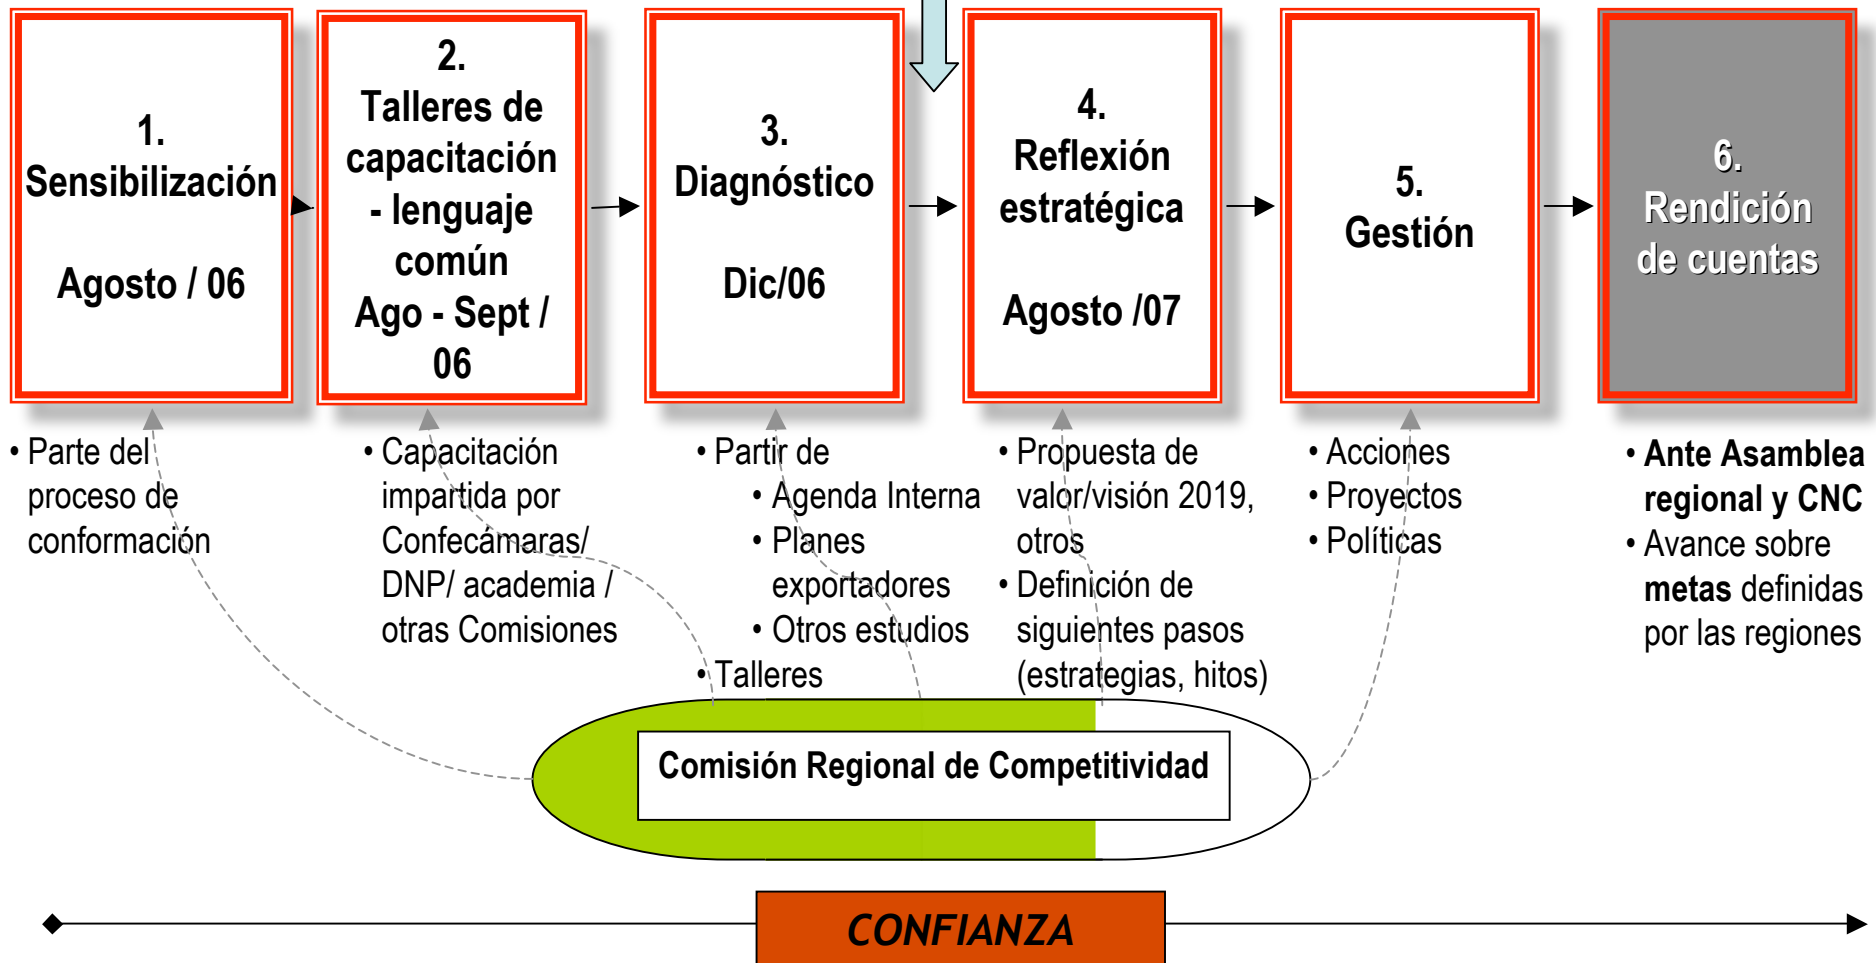 1.
Sensibilización
Agosto / 06
2.
Talleres de
capacitación
- lenguaje
común
Ago - Sept /
06
3.
Diagnóstico
Dic/06
4.
Reflexión
estratégica
Agosto /07
5.
Gestión
6.
Rendición
de cuentas
• Parte del
proceso de
conformación
• Capacitación
impartida por
Confecámaras/
DNP/ academia /
otras Comisiones
• Partir de
• Agenda Interna
• Planes
exportadores
• Otros estudios
• Talleres
• Propuesta de
valor/visión 2019,
otros
• Definición de
siguientes pasos
(estrategias, hitos)
• Acciones
• Proyectos
• Políticas
• Ante Asamblea
regional y CNC
• Avance sobre
metas definidas
por las regiones
Comisión Regional de Competitividad
CONFIANZA